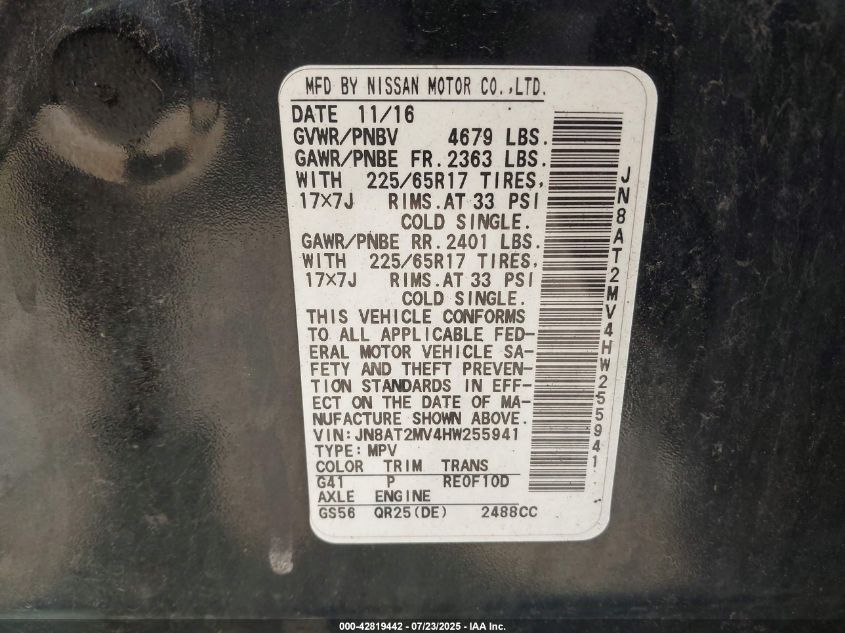 MFD BY NISSAN MOTOR CO.,LTD.
DATE 11/16
GVWR/PNBV 4679 LBS.
GAWR/PNBE FR. 2363 LBS.
WITH 225/65R17 TIRES,
17×7J RIMS.AT 33 PSI
COLD SINGLE.
GAWR/PNBE RR. 2401 LBS.
WITH 225/65R17 TIRES,
17×7J RIMS.AT 33 PSI
COLD SINGLE.
THIS VEHICLE CONFORMS
TO ALL APPLICABLE FED-
ERAL MOTOR VEHICLE SA-
FETY AND THEFT PREVEN-
TION STANDARDS IN EFF-
ECT ON THE DATE OF MA-
NUFACTURE SHOWN ABOVE.
VIN:JN8AT2MV4HW255941
TYPE:MPV
COLOR TRIM TRANS
G41 P RE0F10D
AXLE ENGINE
GS56 QR25(DE) 2488CC
JN8AT2MV4HW255941
000-42819442 - 07/23/2025 - IAA Inc.